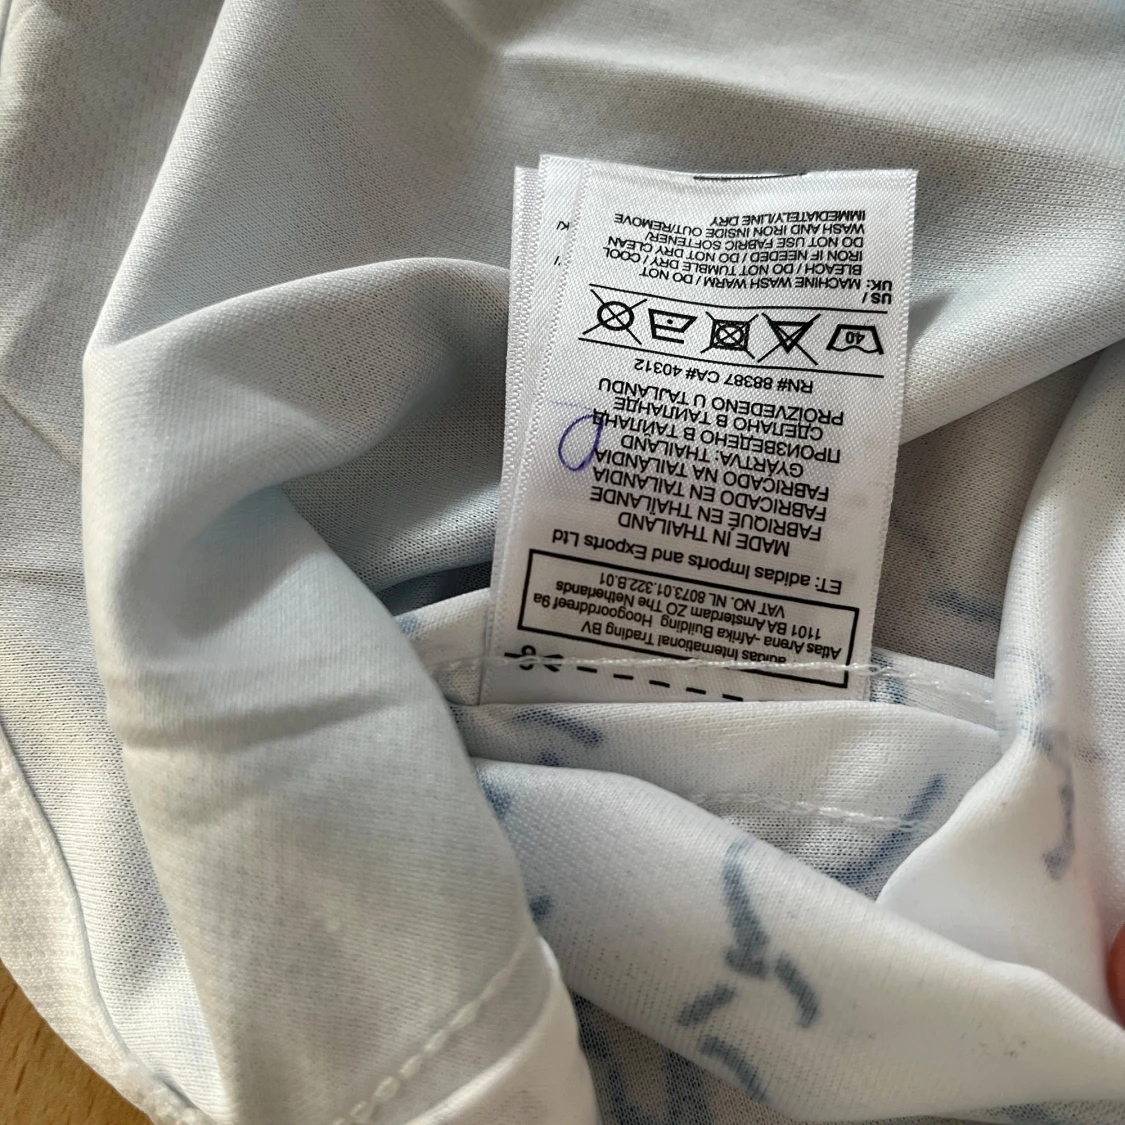 adidas International Trading BV
Atlas Arena -Afrika Building Hoogoorddreef 9a
1101 BA Amsterdam ZO The Netherlands
VAT NO. NL 8073.01.322.B.01
ET: adidas Imports and Exports Ltd
MADE IN THAILAND
FABRIQUÉ EN THAÏLANDE
FABRICADO EN TAILANDIA
FABRICADO NA TAILÂNDIA
GYÁRTVA: THAILAND
ПРОИЗВЕДЕНО В ТАЙЛАНД
СДЕЛАНО В ТАИЛАНДЕ
PROIZVEDENO U TAJLANDU
RN# 88387 CA# 40312
40
US /
UK: MACHINE WASH WARM / DO NOT
BLEACH / DO NOT TUMBLE DRY / COOL
IRON IF NEEDED / DO NOT DRY CLEAN
DO NOT USE FABRIC SOFTENER/
WASH AND IRON INSIDE OUT/REMOVE
IMMEDIATELY/LINE DRY